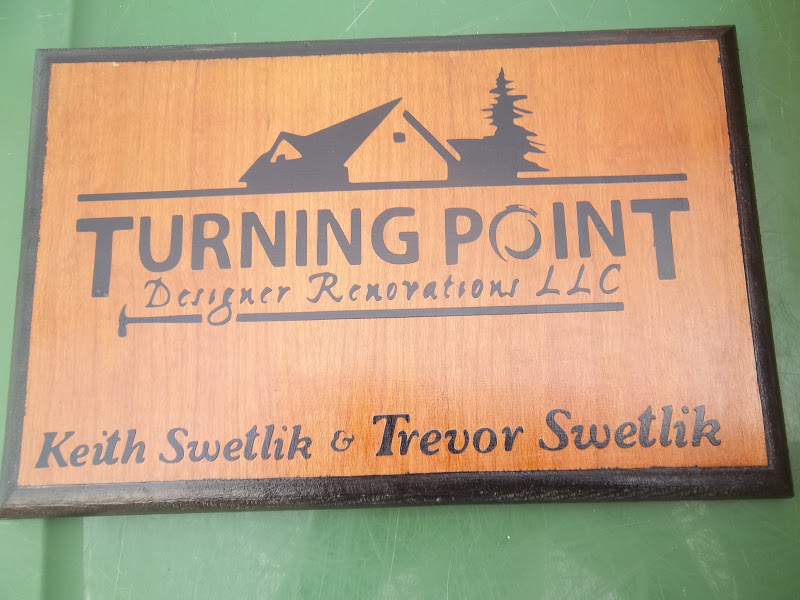 TURNING POINT
Designer Renovations LLC
Keith Swetlik & Trevor Swetlik